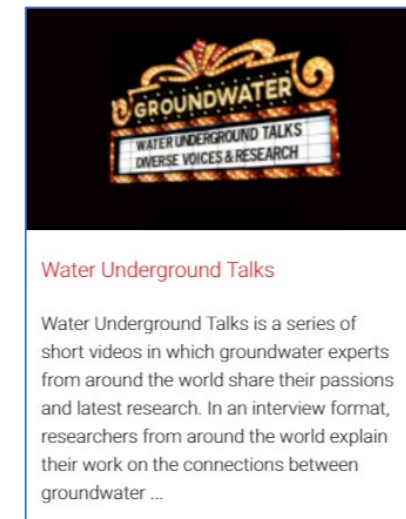 GROUNDWATER
WATER UNDERGROUND TALKS
DIVERSE VOICES & RESEARCH
Water Underground Talks
Water Underground Talks is a series of
short videos in which groundwater experts
from around the world share their passions
and latest research. In an interview format,
researchers from around the world explain
their work on the connections between
groundwater ...